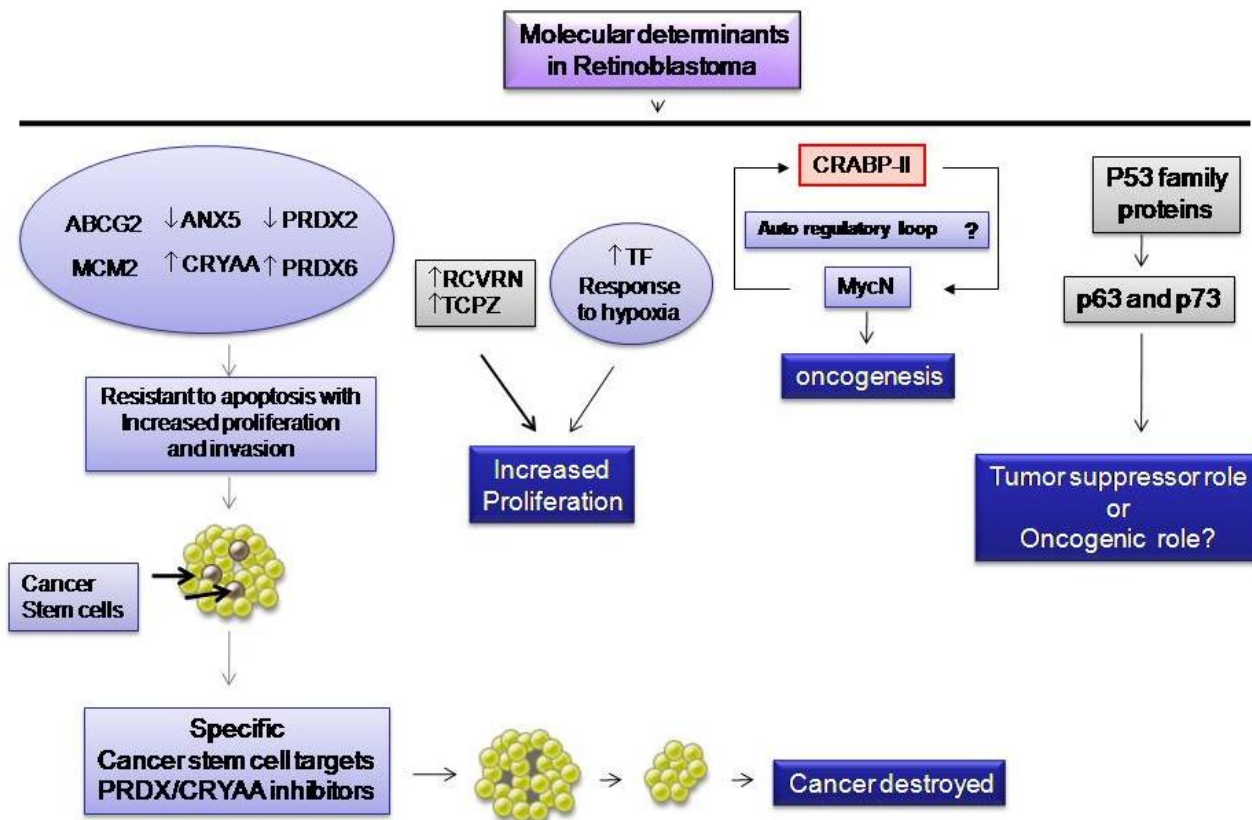 Molecular determinants
in Retinoblastoma
ABCG2 ↓ANX5 ↓PRDX2
MCM2 ↑CRYAA ↑PRDX6
Resistant to apoptosis with
Increased proliferation
and invasion
Cancer
Stem cells
Specific
Cancer stem cell targets
PRDX/CRYAA inhibitors
↑RCVRN
↑TCPZ
↑TF
Response
to hypoxia
Increased
Proliferation
CRABP-II
Auto regulatory loop ?
MycN
oncogenesis
P53 family
proteins
p63 and p73
Tumor suppressor role
or
Oncogenic role?
Cancer destroyed